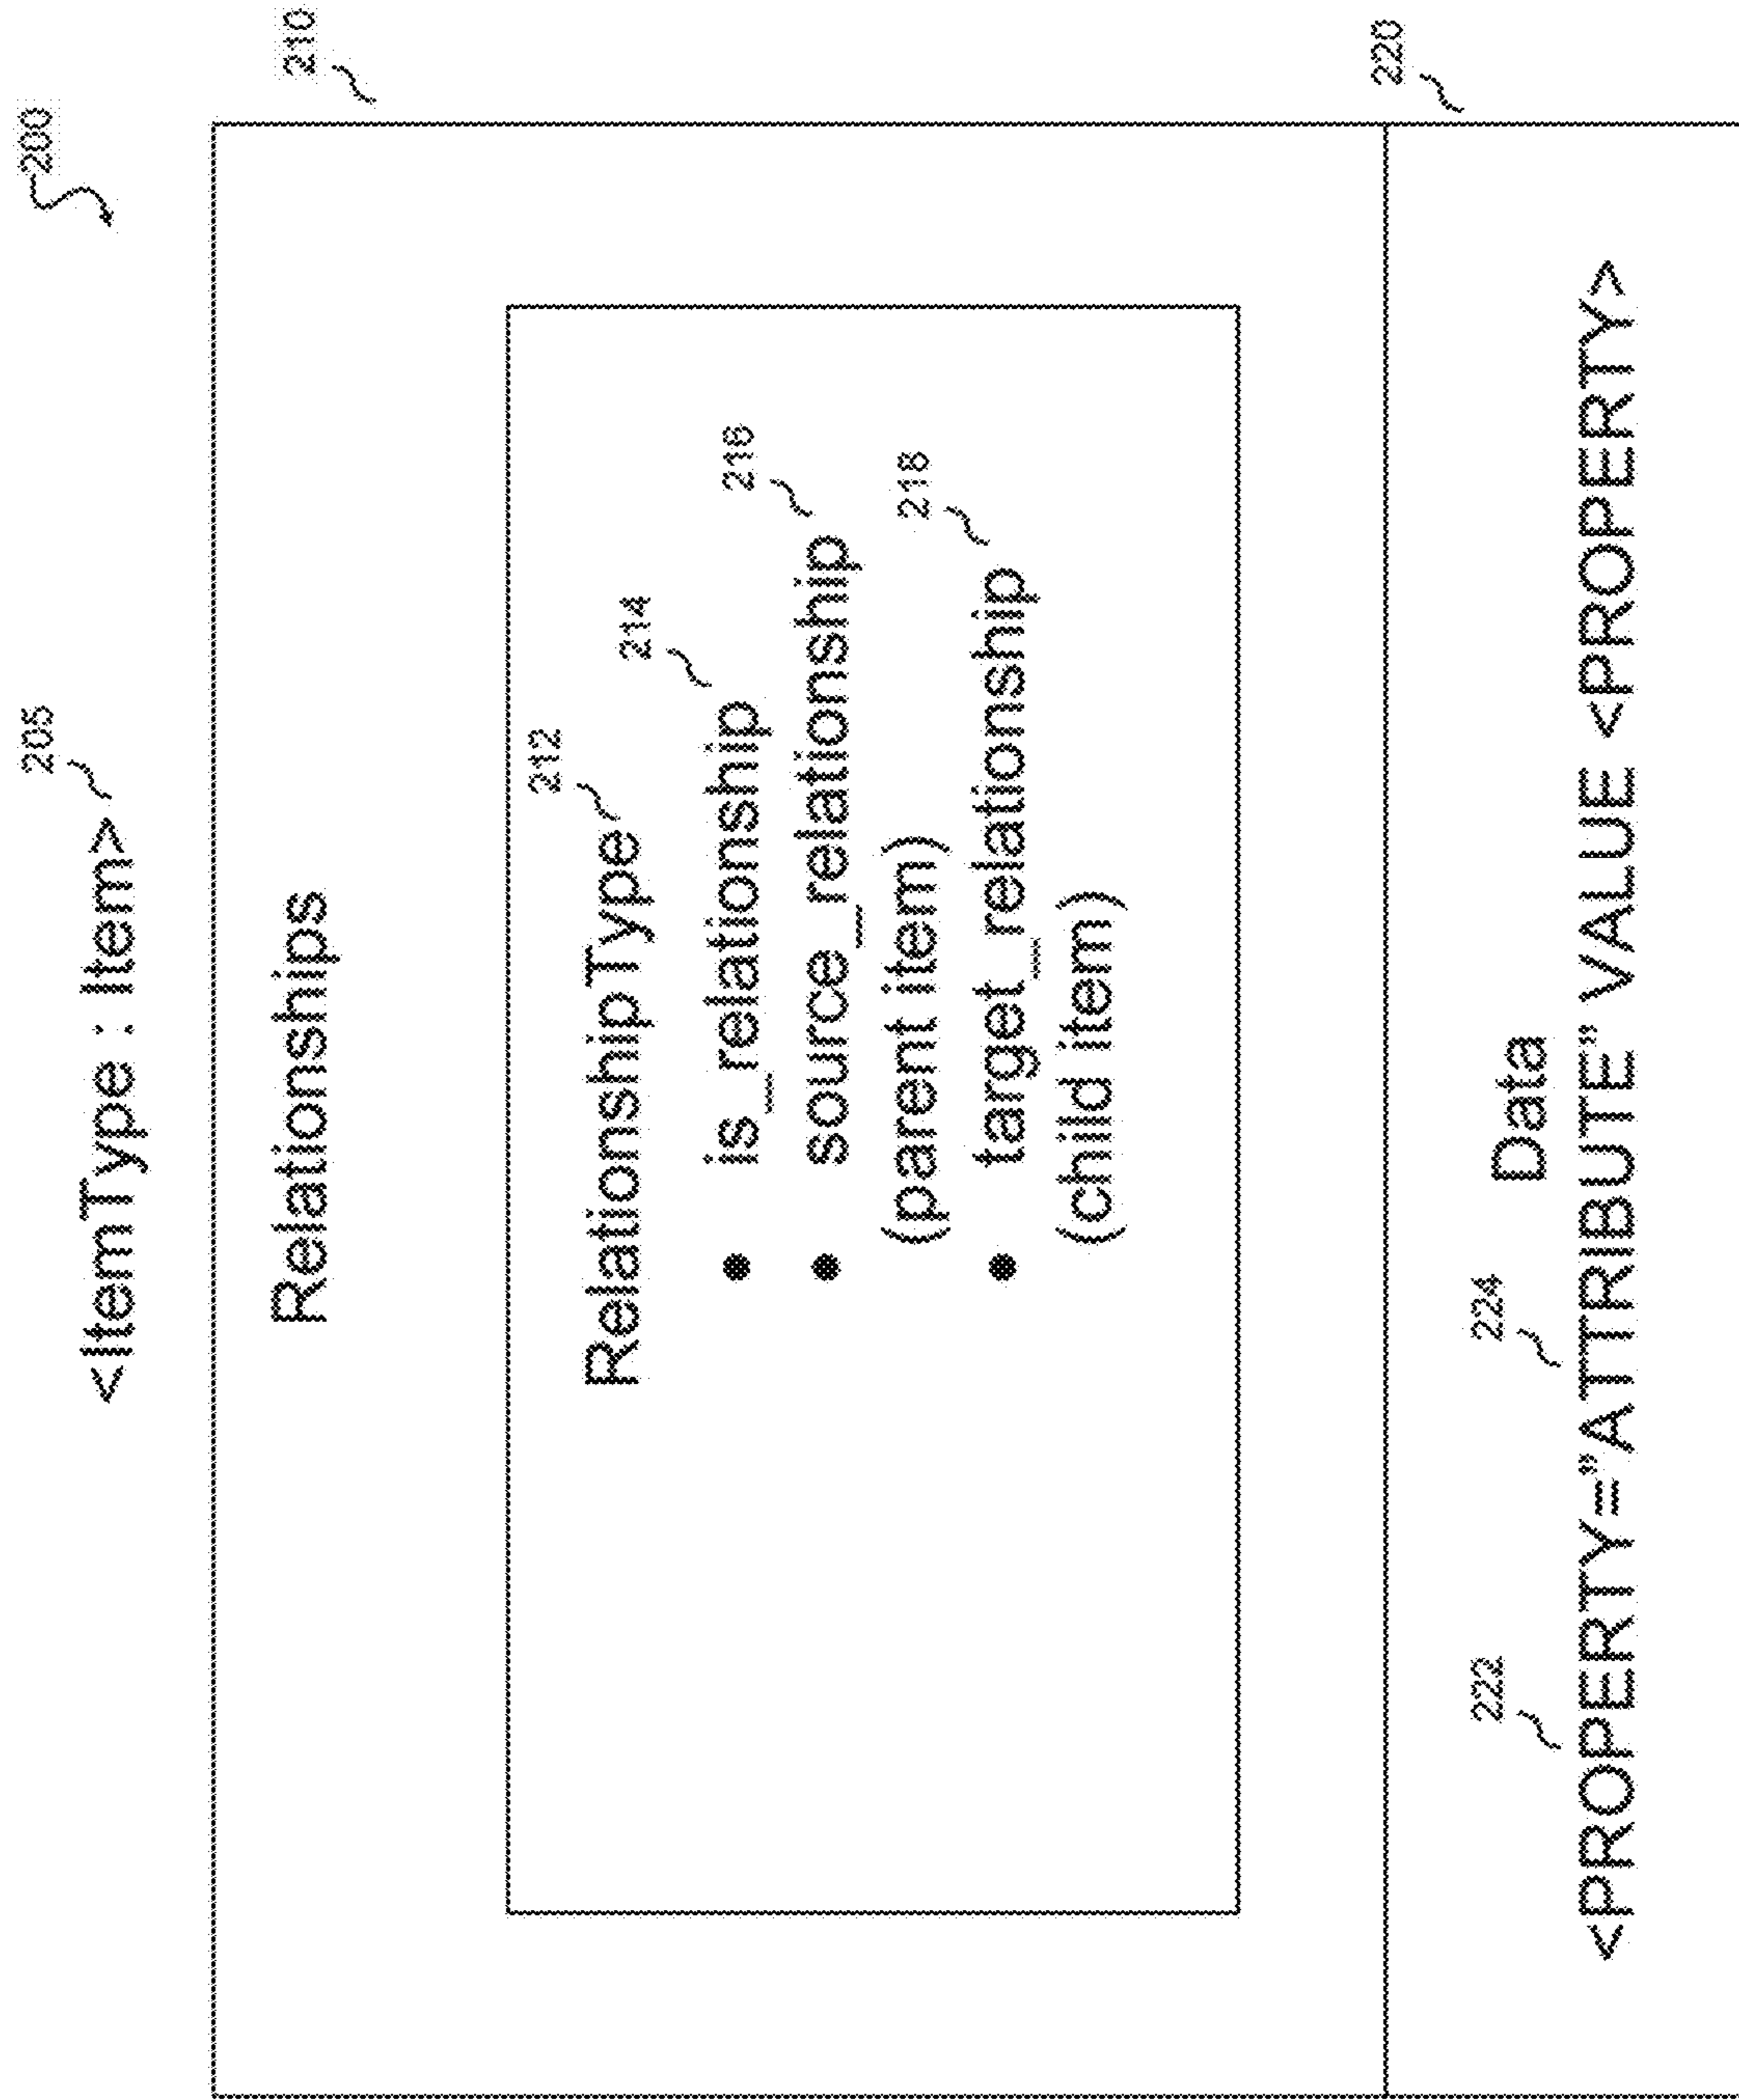 200
<ItemType : Item> 205
210
Relationships
RelationshipType 212
• is_relationship 214
• source_relationship 216
(parent item)
• target_relationship 218
(child item)
220
Data
222 224
<PROPERTY="ATTRIBUTE" VALUE <PROPERTY>